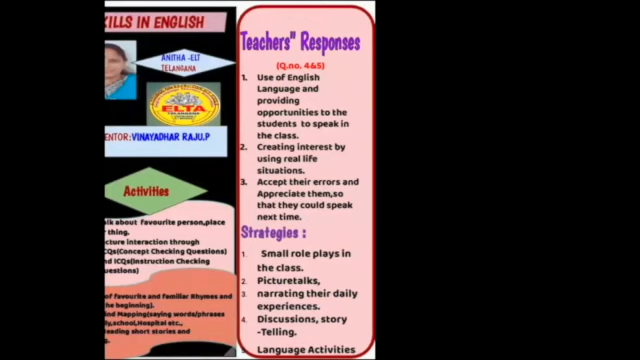 KILLS IN ENGLISH
ANITHA -ELT
TELANGANA
ELTA
ENTOR:VINAYADHAR RAJU.P
Activities
alk about favourite person,place
r thing.
cture interaction through
CQs(Concept Checking Questions)
nd ICQs(Instruction Checking
uestions)
of favourite and familiar Rhymes and
he beginning).
ind Mapping(saying words/phrases
ly,school,Hospital etc.,
eading short stories and
Teachers" Responses
(Q.no. 4&5)
1. Use of English
Language and
providing
opportunities to the
students to speak in
the class.
2. Creating interest by
using real life
situations.
3. Accept their errors and
Appreciate them,so
that they could speak
next time.
Strategies :
1. Small role plays in
the class.
2. Picturetalks,
3. narrating their daily
experiences.
4. Discussions, story
-Telling.
Language Activities